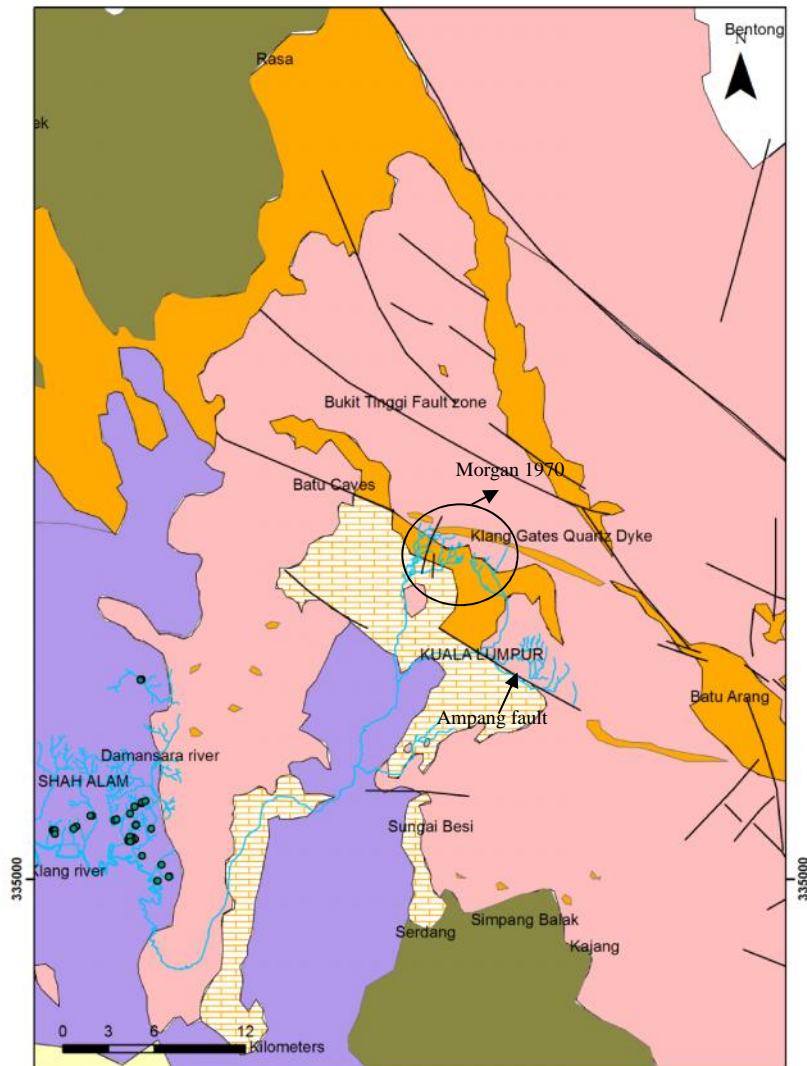 Bentong
N
Rasa
ek
Bukit Tinggi Fault zone
Morgan 1970
Batu Caves
Klang Gates Quartz Dyke
KUALA LUMPUR
Batu Arang
Ampang fault
Damansara river
SHAH ALAM
Sungai Besi
Klang river
335000
335000
Simpang Balak
Serdang
Kajang
0 3 6 12
Kilometers